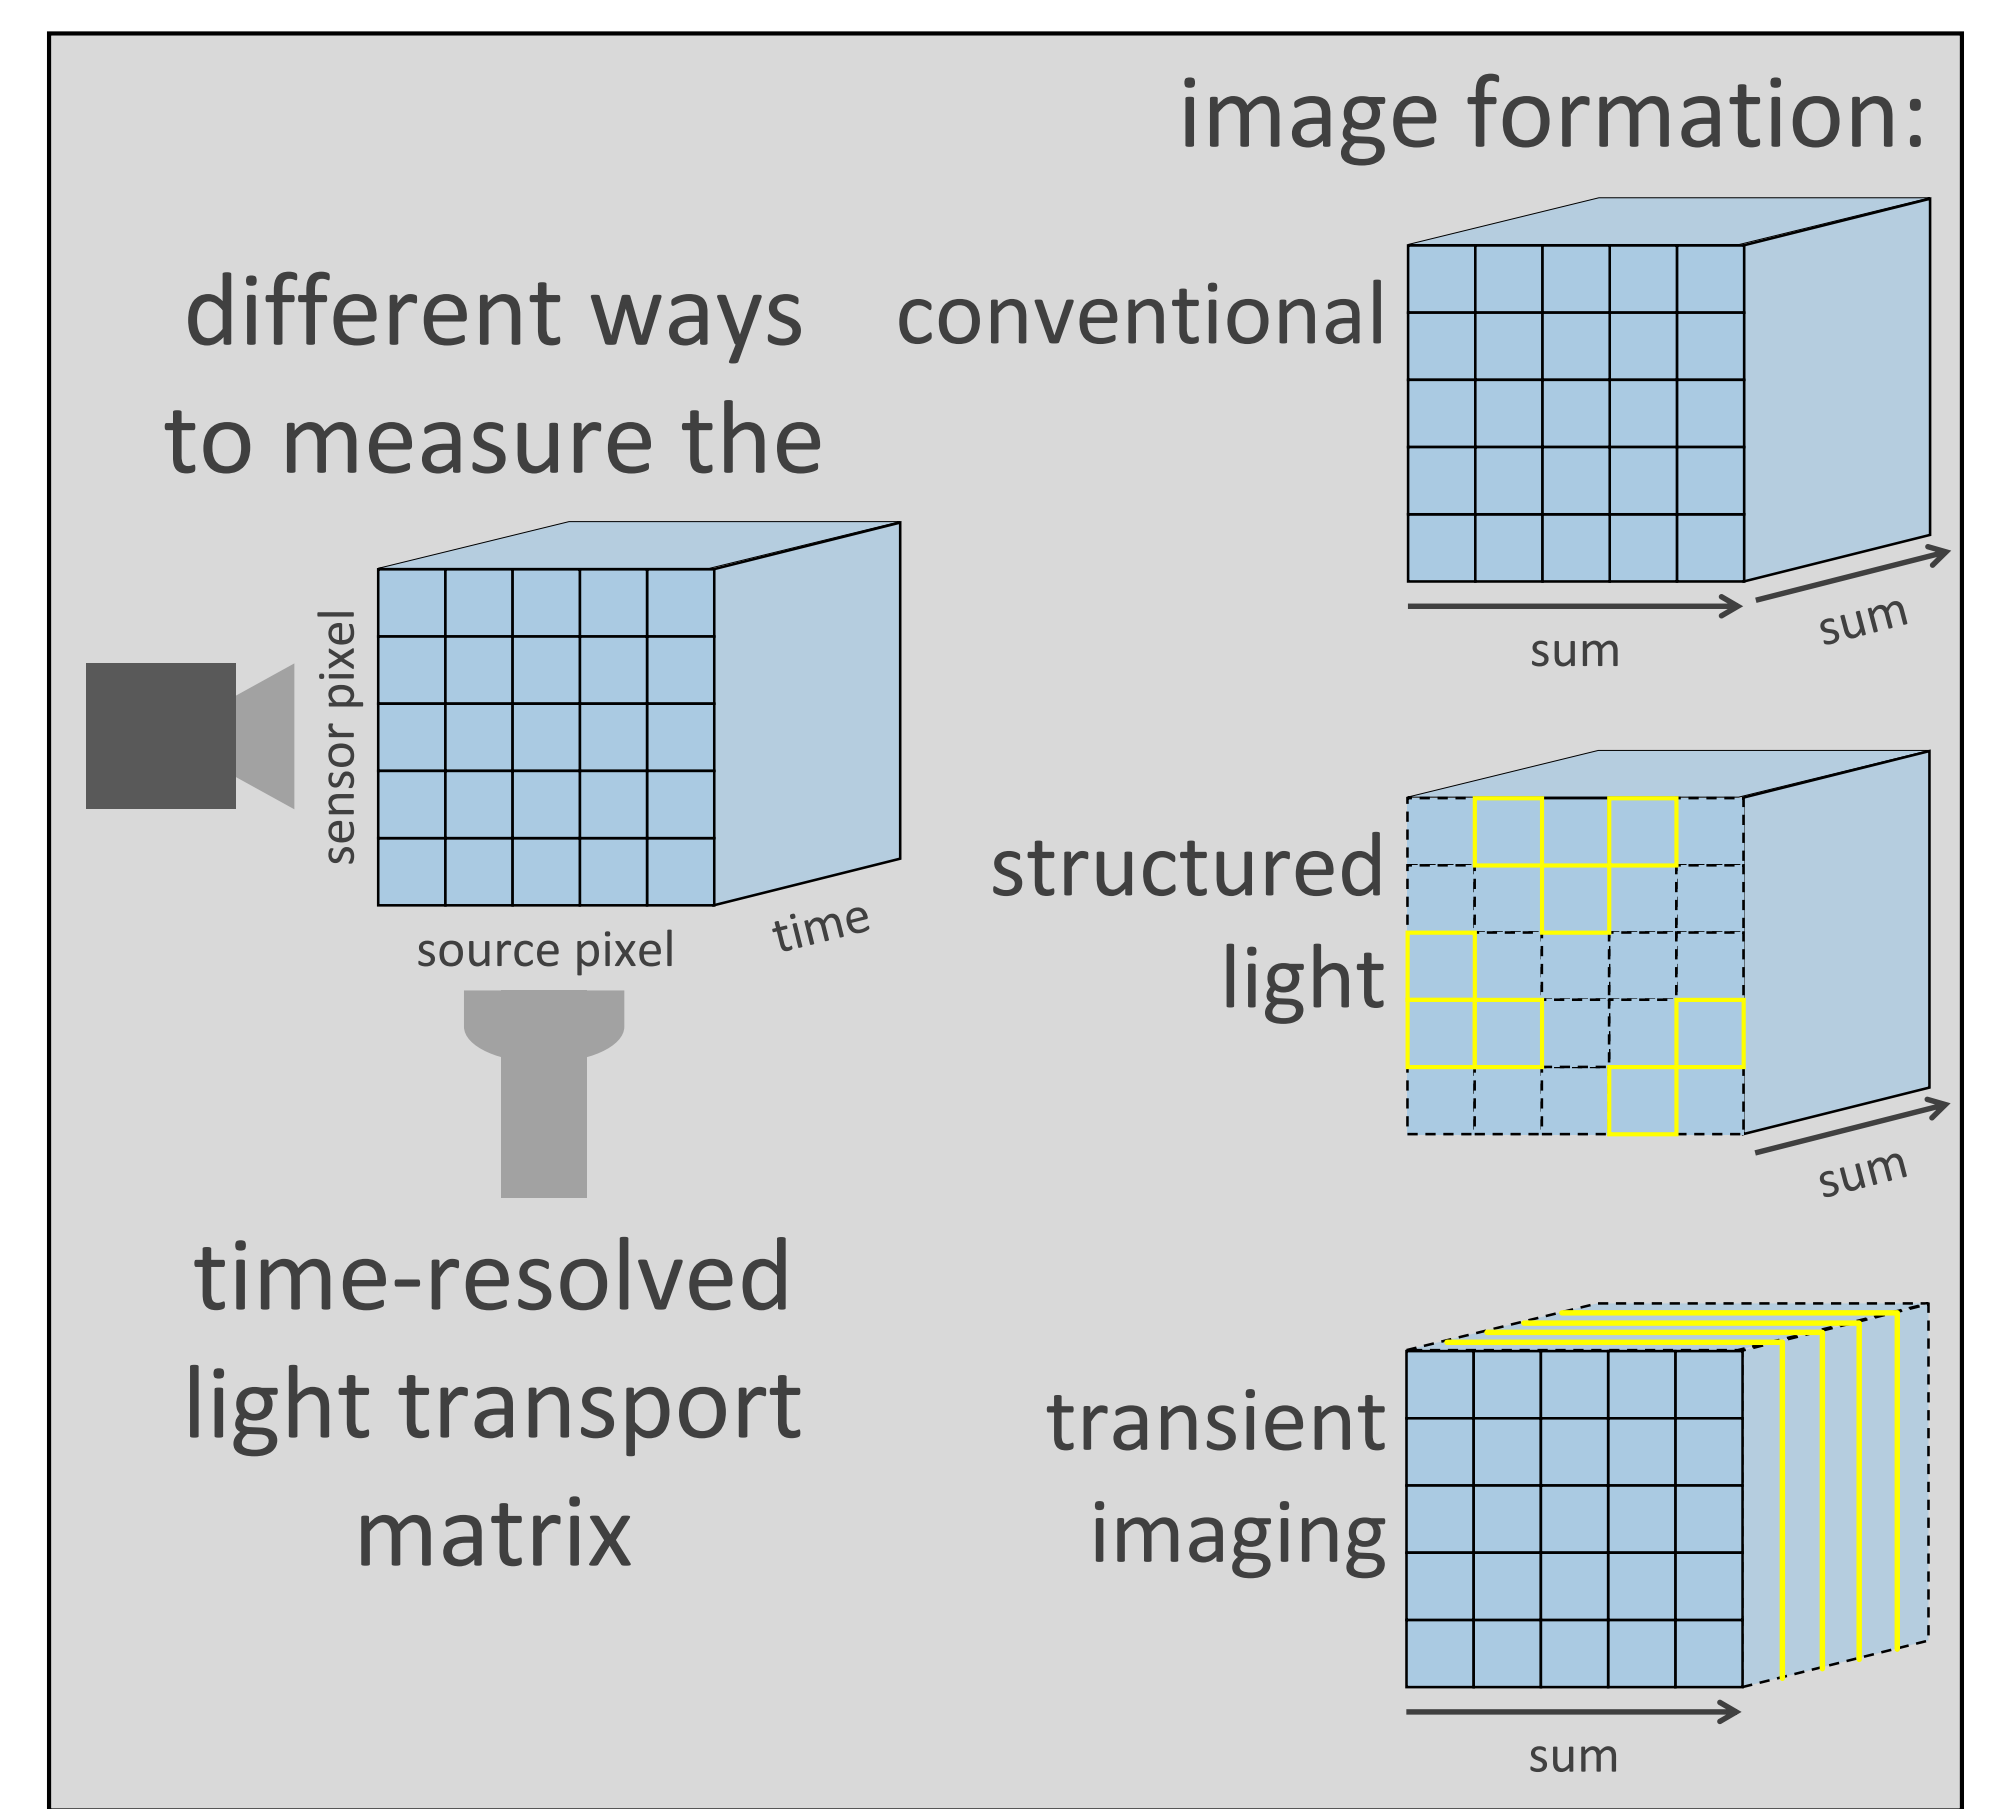 different ways
to measure the
sensor pixel
source pixel
time
time-resolved
light transport
matrix
image formation:
conventional
sum
sum
structured
light
sum
transient
imaging
sum